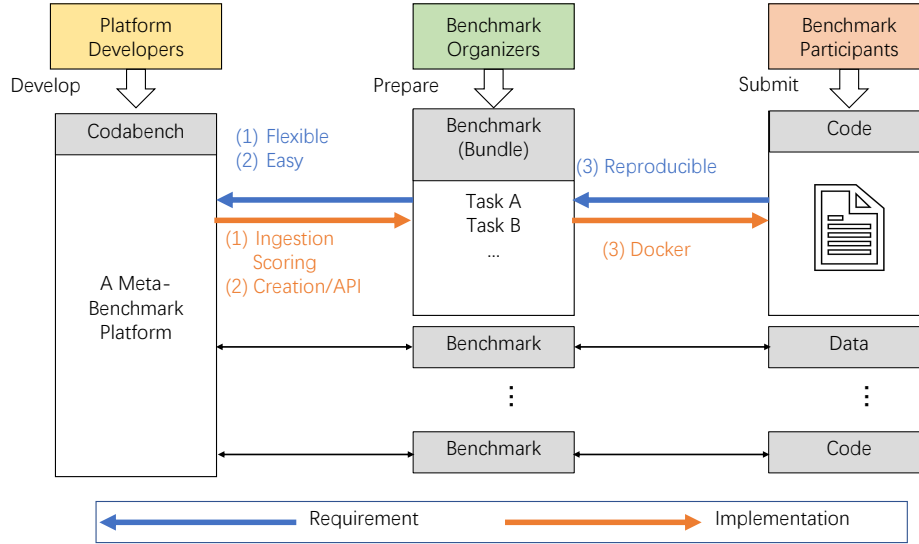 Platform
Developers
Benchmark
Organizers
Benchmark
Participants
Develop
Prepare
Submit
Codabench
(1) Flexible
(2) Easy
Benchmark
(Bundle)
(3) Reproducible
Code
Task A
Task B
...
(1) Ingestion
Scoring
(2) Creation/API
(3) Docker
A Meta-
Benchmark
Platform
Benchmark
Data
Benchmark
Code
Requirement
Implementation